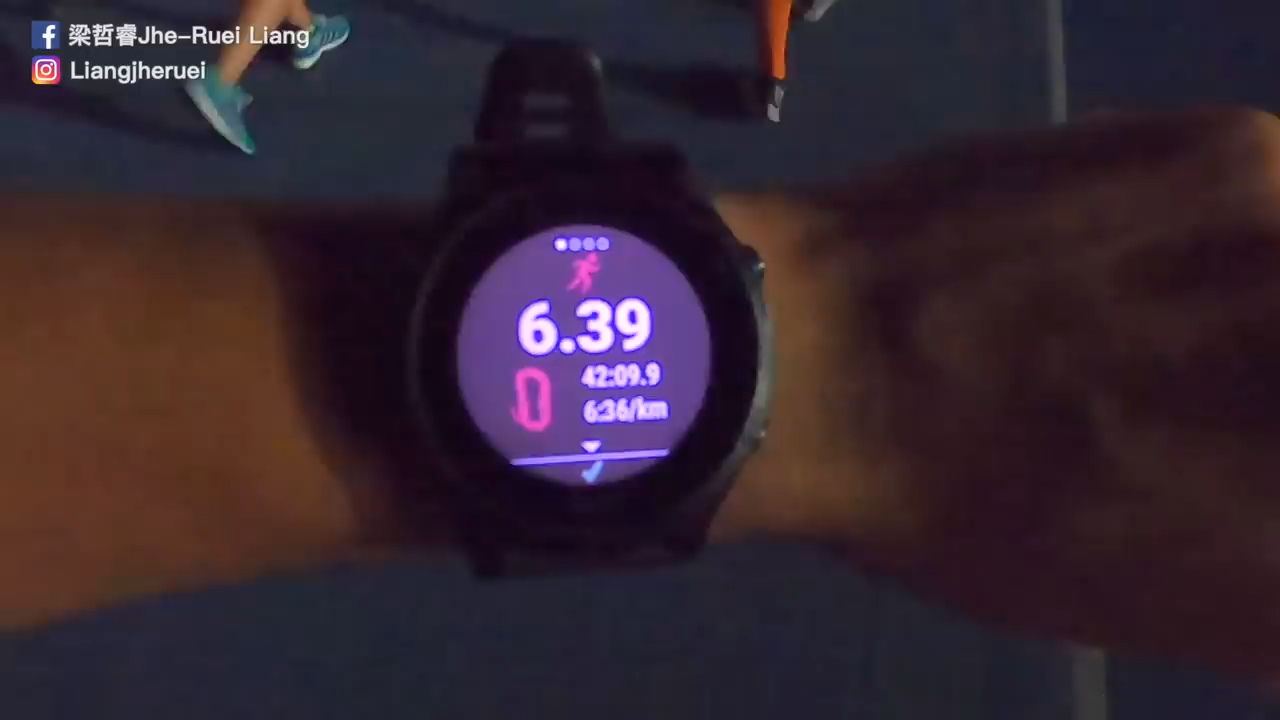 梁哲睿Jhe-Ruei Liang
Liangjheruei
6.39
42:09.9
6:36/km